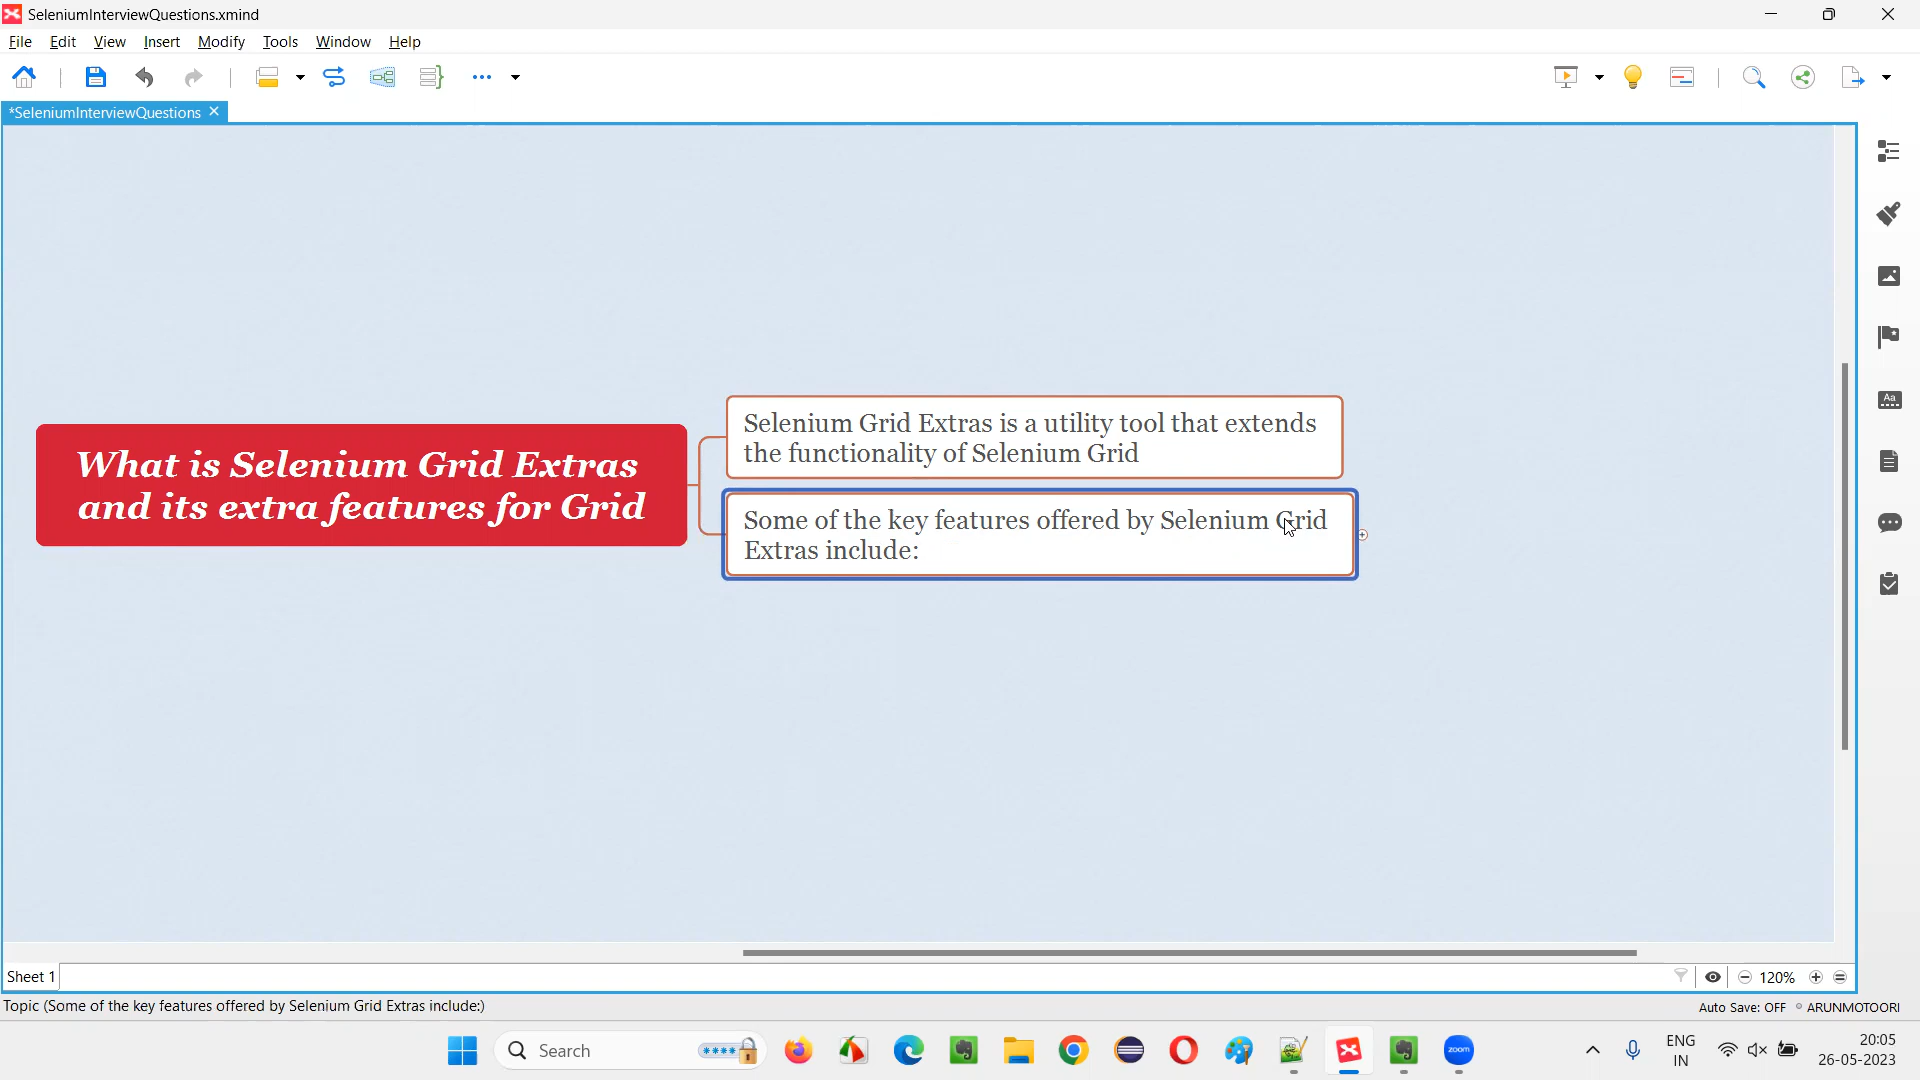 SeleniumInterviewQuestions.xmind
File Edit View Insert Modify Tools Window Help
*SeleniumInterviewQuestions
Selenium Grid Extras is a utility tool that extends
the functionality of Selenium Grid
What is Selenium Grid Extras
and its extra features for Grid
Some of the key features offered by Selenium Grid
Extras include:
Aa
Sheet 1
120%
Topic (Some of the key features offered by Selenium Grid Extras include:)
Auto Save: OFF
ARUNMOTOORI
Search
zoom
ENG
IN
20:05
26-05-2023